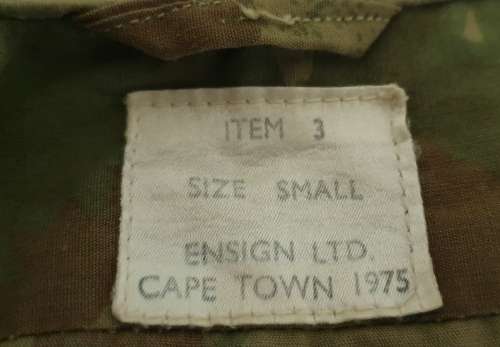 ITEM 3
SIZE SMALL
ENSIGN LTD.
CAPE TOWN 1975